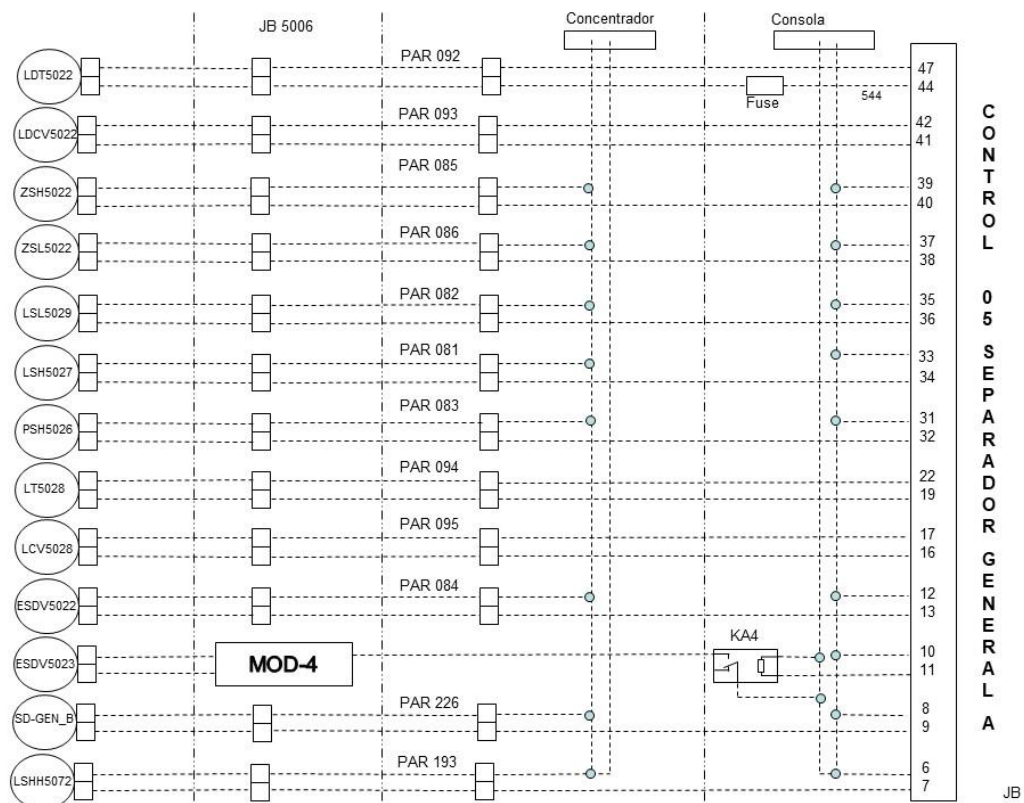 JB 5006
Concentrador
Consola
LDT5022
PAR 092
47
44
Fuse
544
LDCV5022
PAR 093
42
41
ZSH5022
PAR 085
39
40
ZSL5022
PAR 086
37
38
LSL5029
PAR 082
35
36
LSH5027
PAR 081
33
34
PSH5026
PAR 083
31
32
LT5028
PAR 094
22
19
LCV5028
PAR 095
17
16
ESDV5022
PAR 084
12
13
ESDV5023
MOD-4
KA4
10
11
SD-GEN_B
PAR 226
8
9
LSHH5072
PAR 193
6
7
CONTROL 05 SEPARADOR GENERAL A
JB